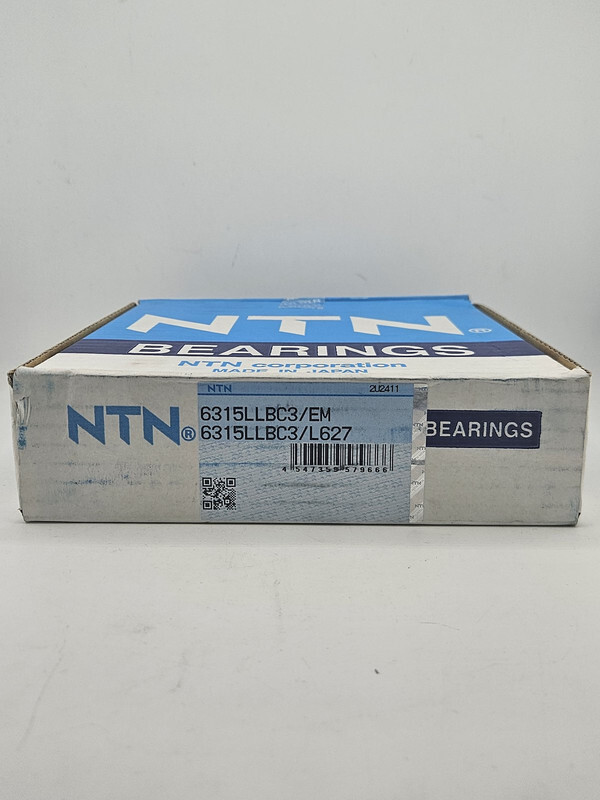 NTN®
BEARINGS
NTN corporation
MADE IN JAPAN
NTN 2U2411
NTN®
6315LLBC3/EM
6315LLBC3/L627
BEARINGS
4 547359 579666